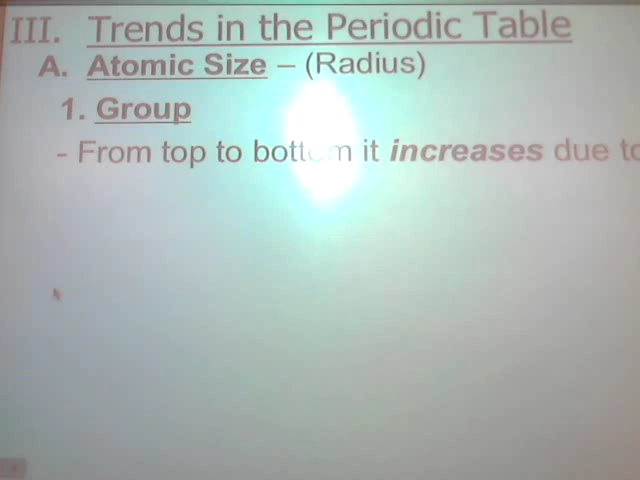 III. Trends in the Periodic Table
A. Atomic Size – (Radius)
1. Group
- From top to bottom it increases due to